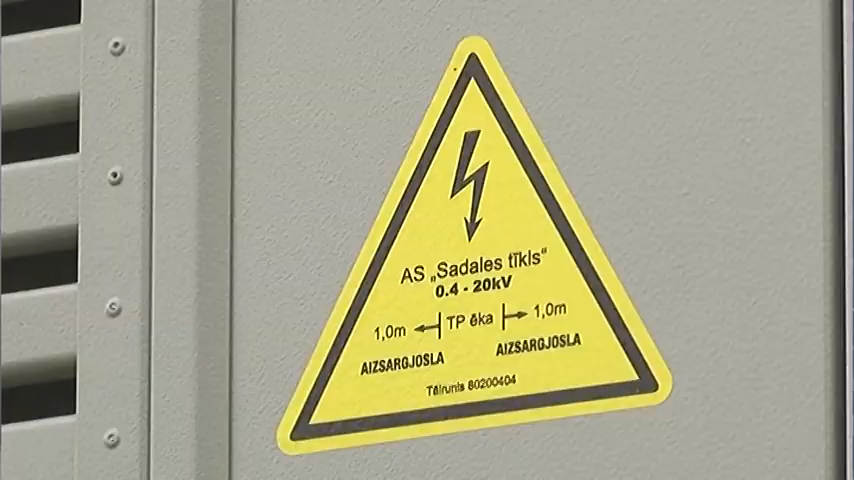 AS „Sadales tīkls“
0.4 - 20kV
1,0m TP ēka 1,0m
AIZSARGJOSLA AIZSARGJOSLA
Tālrunis 80200404